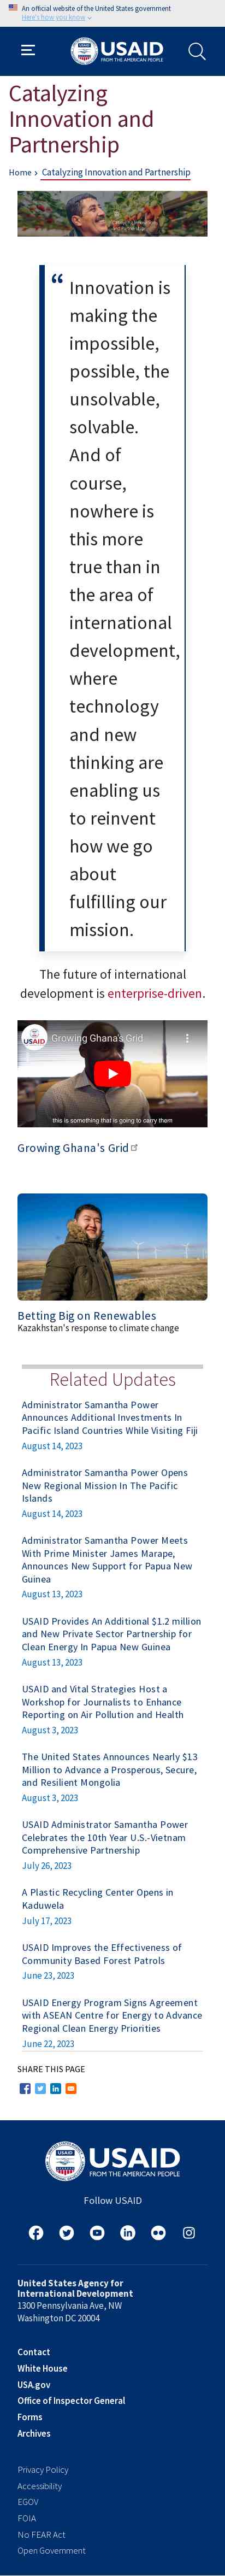 An official website of the United States government
Here's how you know
USAID
FROM THE AMERICAN PEOPLE
Catalyzing
Innovation and
Partnership
Home › Catalyzing Innovation and Partnership
“ Innovation is
making the
impossible,
possible, the
unsolvable,
solvable.
And of
course,
nowhere is
this more
true than in
the area of
international
development,
where
technology
and new
thinking are
enabling us
to reinvent
how we go
about
fulfilling our
mission.
The future of international
development is enterprise-driven.
USAID
Growing Ghana's Grid
this is something that is going to carry them
Growing Ghana's Grid
Betting Big on Renewables
Kazakhstan's response to climate change
Related Updates
Administrator Samantha Power
Announces Additional Investments In
Pacific Island Countries While Visiting Fiji
August 14, 2023
Administrator Samantha Power Opens
New Regional Mission In The Pacific
Islands
August 14, 2023
Administrator Samantha Power Meets
With Prime Minister James Marape,
Announces New Support for Papua New
Guinea
August 13, 2023
USAID Provides An Additional $1.2 million
and New Private Sector Partnership for
Clean Energy In Papua New Guinea
August 13, 2023
USAID and Vital Strategies Host a
Workshop for Journalists to Enhance
Reporting on Air Pollution and Health
August 3, 2023
The United States Announces Nearly $13
Million to Advance a Prosperous, Secure,
and Resilient Mongolia
August 3, 2023
USAID Administrator Samantha Power
Celebrates the 10th Year U.S.-Vietnam
Comprehensive Partnership
July 26, 2023
A Plastic Recycling Center Opens in
Kaduwela
July 17, 2023
USAID Improves the Effectiveness of
Community Based Forest Patrols
June 23, 2023
USAID Energy Program Signs Agreement
with ASEAN Centre for Energy to Advance
Regional Clean Energy Priorities
June 22, 2023
SHARE THIS PAGE
USAID
FROM THE AMERICAN PEOPLE
Follow USAID
United States Agency for
International Development
1300 Pennsylvania Ave, NW
Washington DC 20004
Contact
White House
USA.gov
Office of Inspector General
Forms
Archives
Privacy Policy
Accessibility
EGOV
FOIA
No FEAR Act
Open Government